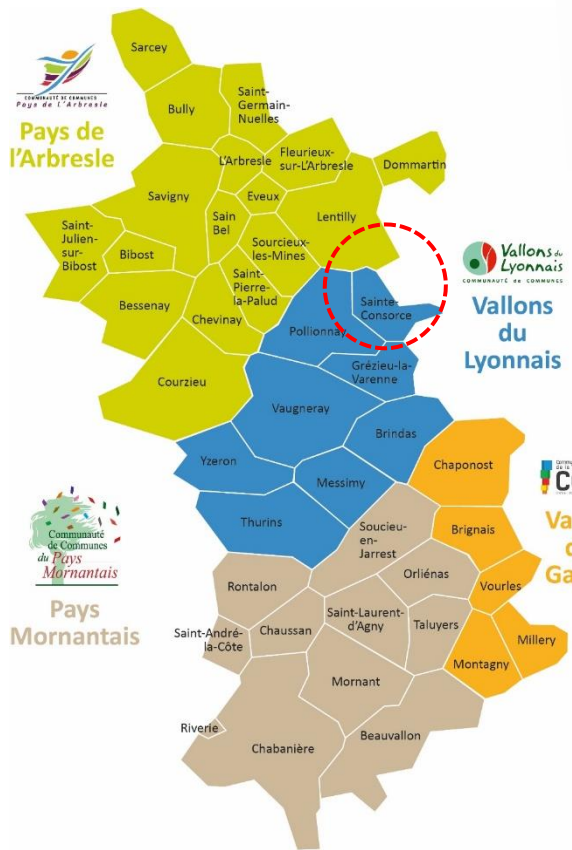 Sarcey
COMMUNAUTÉ DE COMMUNES
Pays de l'Arbresle
Pays de
l'Arbresle
Bully
Saint-
Germain-
Nuelles
L'Arbresle
Fleurieux-
sur-L'Arbresle
Dommartin
Savigny
Eveux
Sain
Bel
Lentilly
Saint-
Julien-
sur-
Bibost
Bibost
Sourcieux-
les-Mines
Saint-
Pierre-
la-Palud
Bessenay
Chevinay
Vallons du
Lyonnais
COMMUNAUTÉ DE COMMUNES
Vallons
du
Lyonnais
Sainte-
Consorce
Pollionnay
Courzieu
Grézieu-la-
Varenne
Vaugneray
Brindas
Yzeron
Messimy
Chaponost
Thurins
Communauté
de Communes
du Pays
Mornantais
Pays
Mornantais
Soucieu-
en-
Jarrest
Brignais
Orliénas
Rontalon
Vourles
Saint-Laurent-
d'Agny
Taluyers
Saint-André-
la-Côte
Chaussan
Millery
Montagny
Mornant
Riverie
Beauvallon
Chabanière